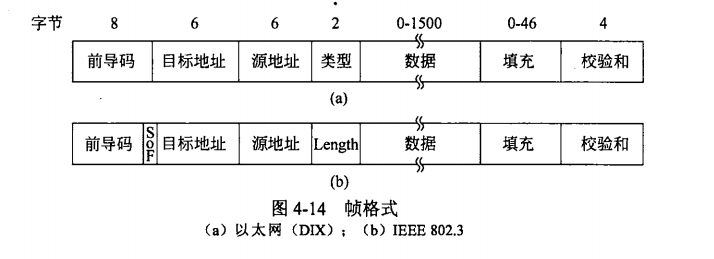 字节 8 6 6 2 0-1500 0-46 4
前导码 目标地址 源地址 类型 数据 填充 校验和
(a)
前导码 SoF 目标地址 源地址 Length 数据 填充 校验和
(b)
图 4-14 帧格式
(a)以太网(DIX);(b)IEEE 802.3